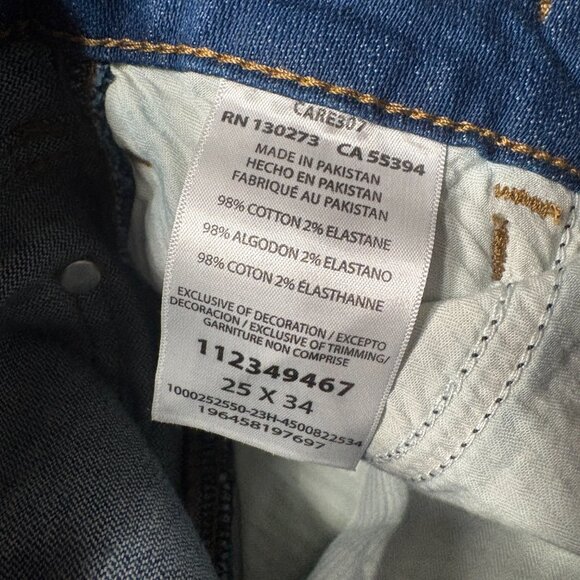 CARE307
RN 130273 CA 55394
MADE IN PAKISTAN
HECHO EN PAKISTAN
FABRIQUÉ AU PAKISTAN
98% COTTON 2% ELASTANE
98% ALGODON 2% ELASTANO
98% COTON 2% ÉLASTHANNE
EXCLUSIVE OF DECORATION / EXCEPTO
DECORACION / EXCLUSIVE OF TRIMMING/
GARNITURE NON COMPRISE
112349467
25 X 34
1000252550-23H-4500822534
196458197697